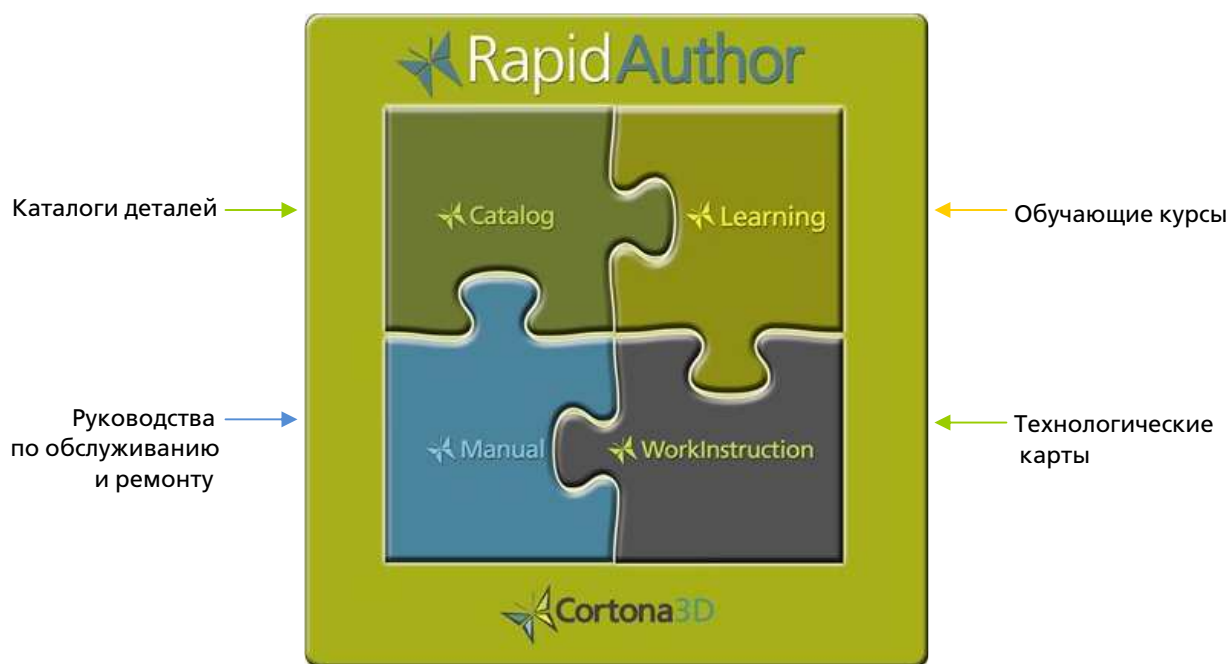 RapidAuthor
Каталоги деталей
Catalog
Learning
Обучающие курсы
Руководства
по обслуживанию
и ремонту
Manual
WorkInstruction
Технологические
карты
Cortona3D